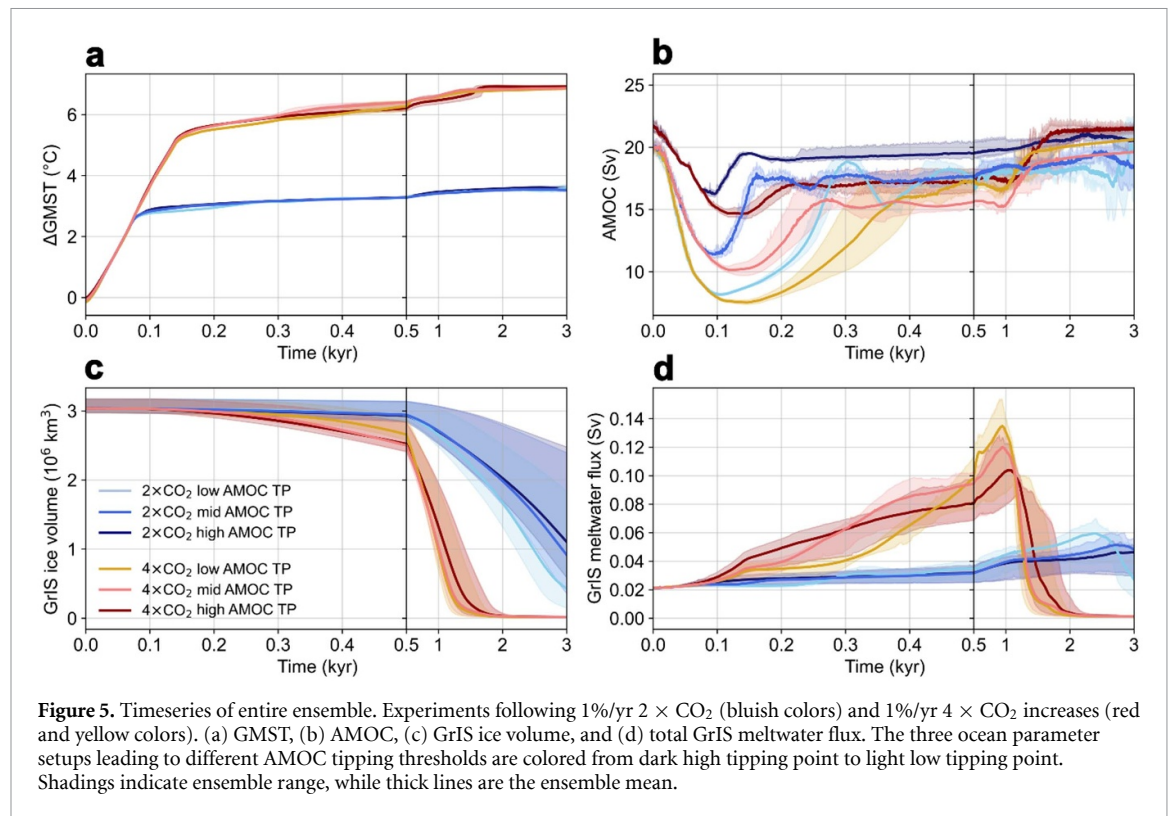 a
ΔGMST (°C)
6
4
2
0
0.0 0.1 0.2 0.3 0.4 0.5 1 2 3
Time (kyr)
b
AMOC (Sv)
25
20
15
10
0.0 0.1 0.2 0.3 0.4 0.5 1 2 3
Time (kyr)
c
GrIS ice volume (10⁶ km³)
3
2
1
0
2×CO₂ low AMOC TP
2×CO₂ mid AMOC TP
2×CO₂ high AMOC TP
4×CO₂ low AMOC TP
4×CO₂ mid AMOC TP
4×CO₂ high AMOC TP
0.0 0.1 0.2 0.3 0.4 0.5 1 2 3
Time (kyr)
d
GrIS meltwater flux (Sv)
0.14
0.12
0.10
0.08
0.06
0.04
0.02
0.00
0.0 0.1 0.2 0.3 0.4 0.5 1 2 3
Time (kyr)
Figure 5. Timeseries of entire ensemble. Experiments following 1%/yr 2 × CO₂ (bluish colors) and 1%/yr 4 × CO₂ increases (red
and yellow colors). (a) GMST, (b) AMOC, (c) GrIS ice volume, and (d) total GrIS meltwater flux. The three ocean parameter
setups leading to different AMOC tipping thresholds are colored from dark high tipping point to light low tipping point.
Shadings indicate ensemble range, while thick lines are the ensemble mean.